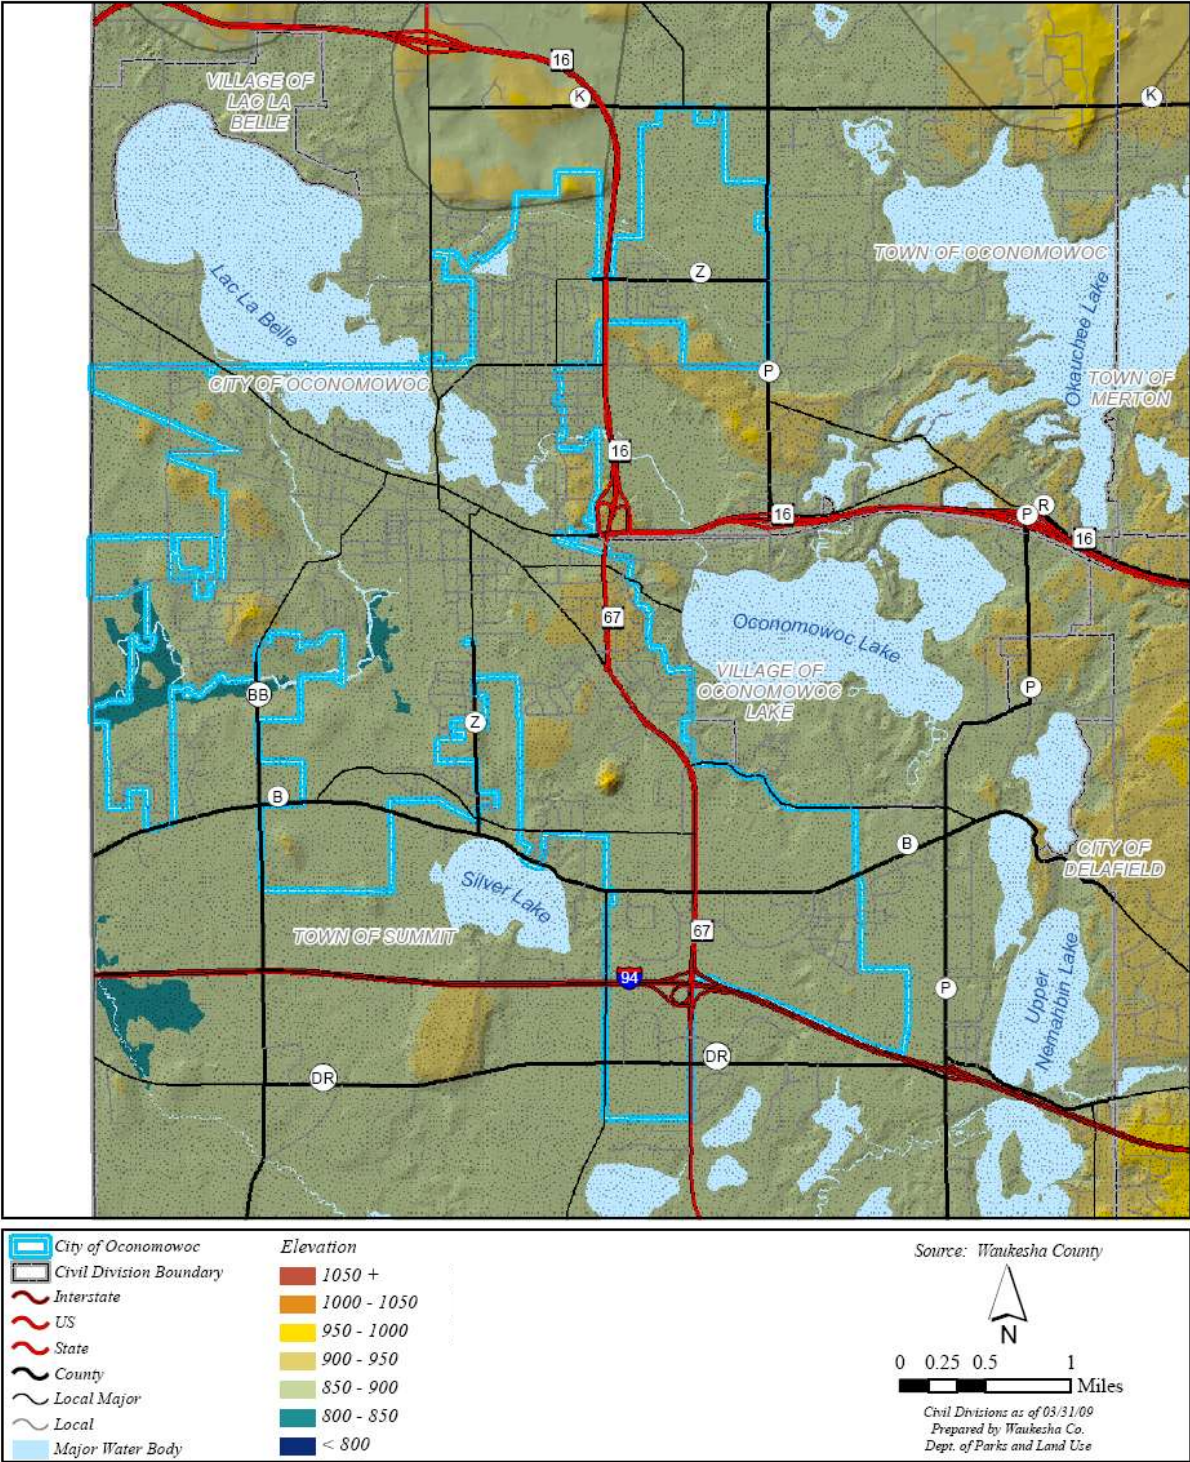 16
K
K
VILLAGE OF
LAC LA
BELLE
TOWN OF OCONOMOWOC
Z
Lac La Belle
Okauchee Lake
P
TOWN OF
MERTON
CITY OF OCONOMOWOC
16
16
P
R
16
67
Oconomowoc Lake
VILLAGE OF
OCONOMOWOC
LAKE
P
BB
Z
B
B
CITY OF
DELAFIELD
Silver Lake
TOWN OF SUMMIT
67
94
P
Upper
Nemahbin Lake
DR
DR
City of Oconomowoc
Civil Division Boundary
Interstate
US
State
County
Local Major
Local
Major Water Body
Elevation
1050 +
1000 - 1050
950 - 1000
900 - 950
850 - 900
800 - 850
< 800
Source: Waukesha County
N
0 0.25 0.5 1
Miles
Civil Divisions as of 03/31/09
Prepared by Waukesha Co.
Dept. of Parks and Land Use